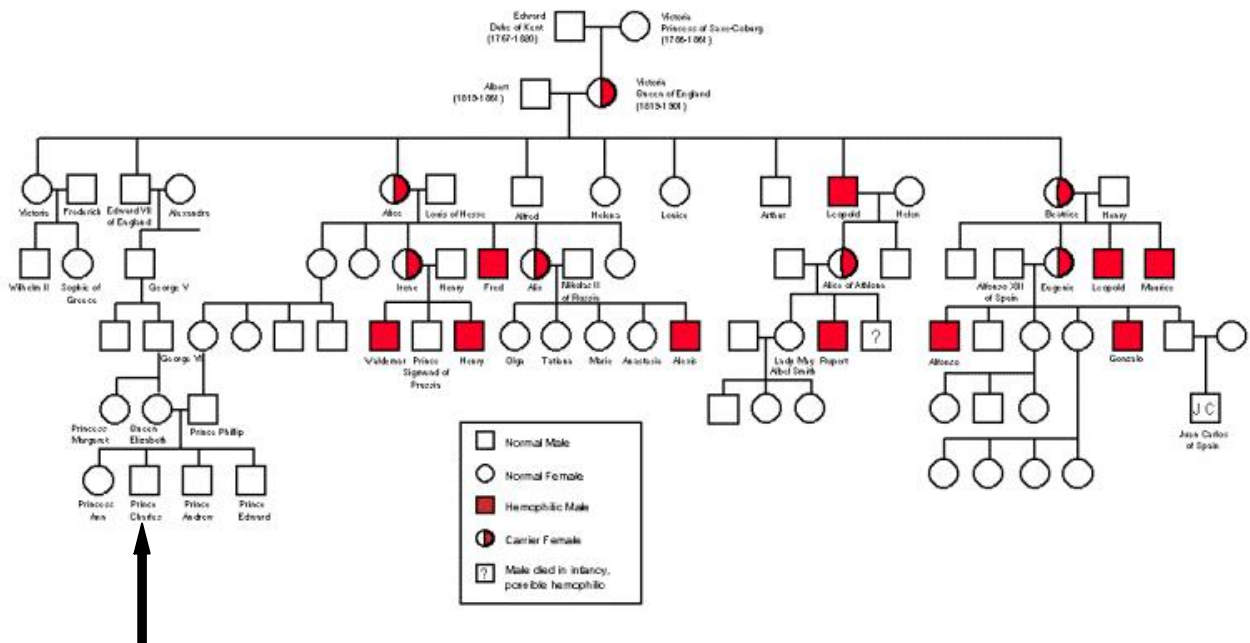 Edward
Duke of Kent
(1767-1820)
Victoria
Princess of Saxe-Coburg
(1786-1861)
Albert
(1819-1861)
Victoria
Queen of England
(1819-1901)
Victoria
Frederick
Edward VII
of England
Alexandra
Alice
Louis of Hesse
Alfred
Helena
Louise
Arthur
Leopold
Helen
Beatrice
Henry
Wilhelm II
Sophie of
Greece
George V
Irene
Henry
Fred
Alix
Nikolas II
of Russia
Alice of Athlone
Alfonso XIII
of Spain
Eugenie
Leopold
Maurice
George VI
Waldemar
Prince
Sigmund of
Prussia
Henry
Olga
Tatiana
Marie
Anastasia
Alexis
Lady May
Abel Smith
Rupert
?
Alfonso
Gonzalo
Princess
Margaret
Queen
Elizabeth
Prince Phillip
J C
Juan Carlos
of Spain
Princess
Ann
Prince
Charles
Prince
Andrew
Prince
Edward
Normal Male
Normal Female
Hemophilic Male
Carrier Female
?
Male died in infancy,
possible hemophilic